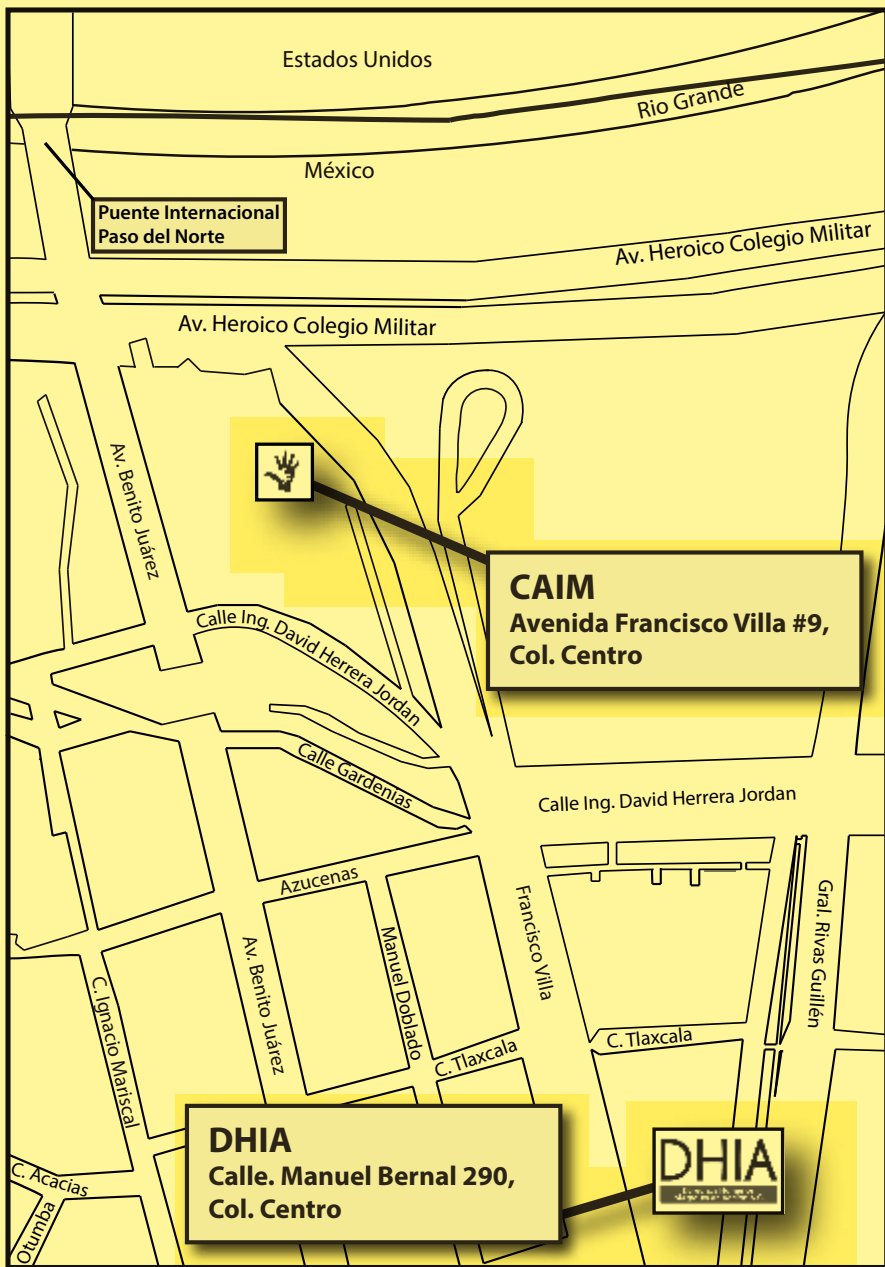 Estados Unidos
Rio Grande
México
Puente Internacional
Paso del Norte
Av. Heroico Colegio Militar
Av. Heroico Colegio Militar
Av. Benito Juárez
CAIM
Avenida Francisco Villa #9,
Col. Centro
Calle Ing. David Herrera Jordan
Calle Gardenias
Calle Ing. David Herrera Jordan
Azucenas
Francisco Villa
Gral. Rivas Guillén
Manuel Doblado
Av. Benito Juárez
C. Ignacio Mariscal
C. Tlaxcala
C. Tlaxcala
DHIA
Calle. Manuel Bernal 290,
Col. Centro
DHIA
C. Acacias
Otumba